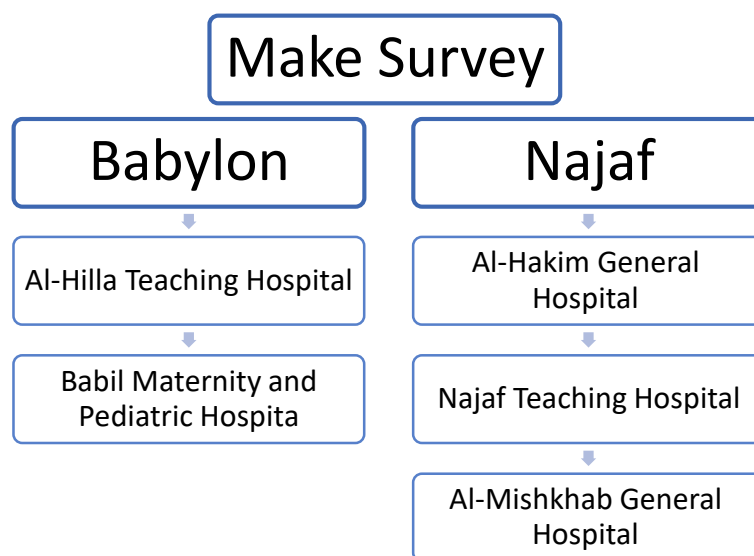 Make Survey
Babylon
Al-Hilla Teaching Hospital
Babil Maternity and
Pediatric Hospita
Najaf
Al-Hakim General
Hospital
Najaf Teaching Hospital
Al-Mishkhab General
Hospital